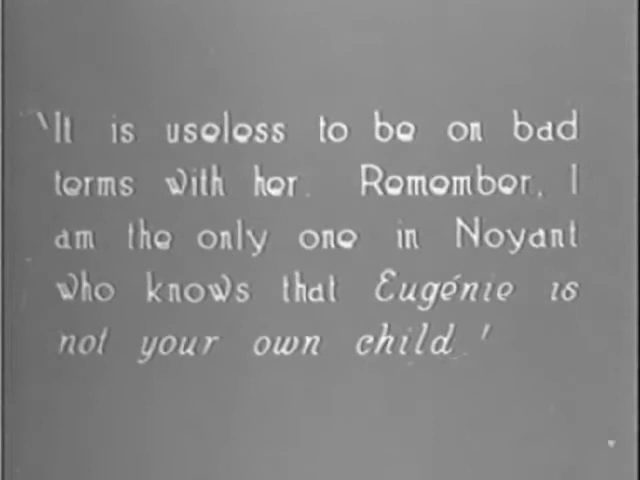 'It is useless to be on bad
terms with her. Remember, I
am the only one in Noyant
who knows that Eugénie is
not your own child.'